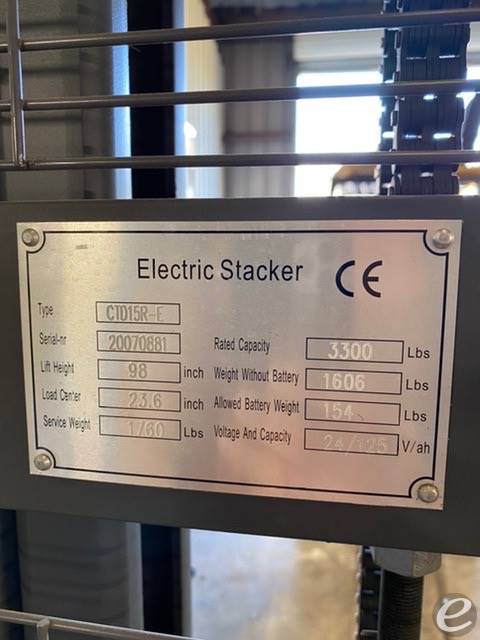 Electric Stacker CE
Type CTD15R-E
Serial-nr 20070881
Lift Height 98 inch
Load Center 23.6 inch
Service Weight 1760 Lbs
Rated Capacity 3300 Lbs
Weight Without Battery 1606 Lbs
Allowed Battery Weight 154 Lbs
Voltage And Capacity 24/125 V/ah
e